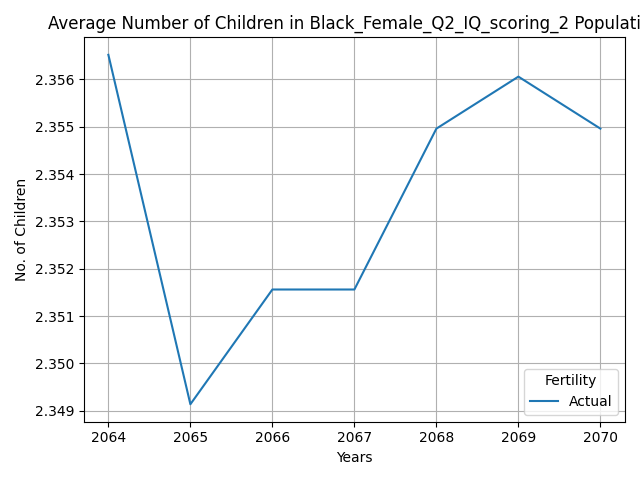 Average Number of Children in Black_Female_Q2_IQ_scoring_2 Populati
2.356
2.355
2.354
2.353
2.352
2.351
2.350
2.349
No. of Children
Fertility
Actual
2064 2065 2066 2067 2068 2069 2070
Years